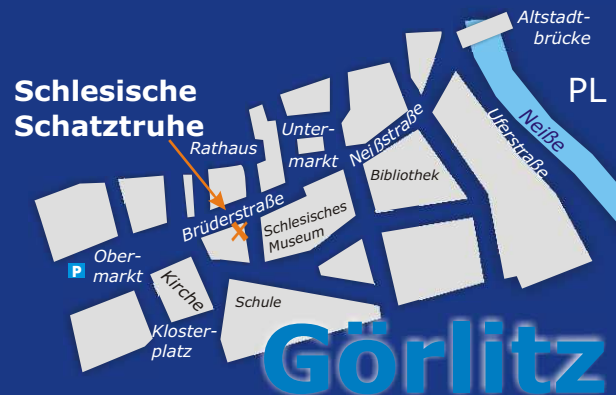 Altstadt-
brücke
PL
Schlesische
Schatztruhe
Neiße
Unter-
markt
Neißstraße
Uferstraße
Rathaus
Bibliothek
Brüderstraße
Schlesisches
Museum
Ober-
markt
P
Kirche
Schule
Kloster-
platz
Görlitz